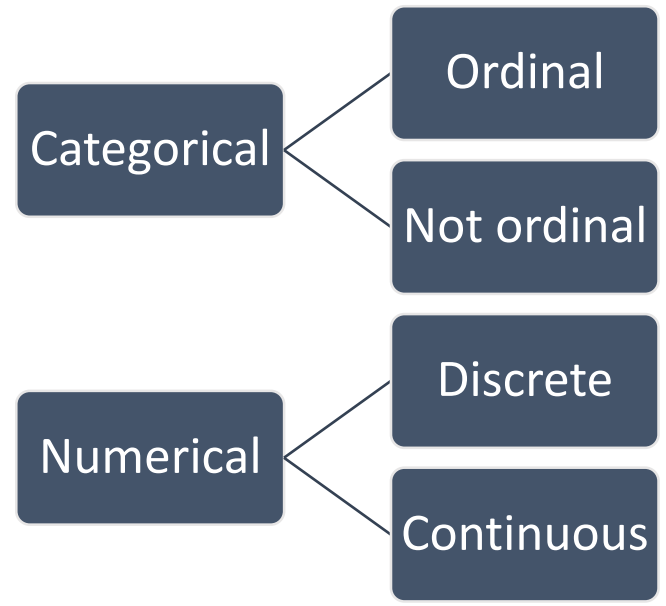 Categorical
Ordinal
Not ordinal
Numerical
Discrete
Continuous